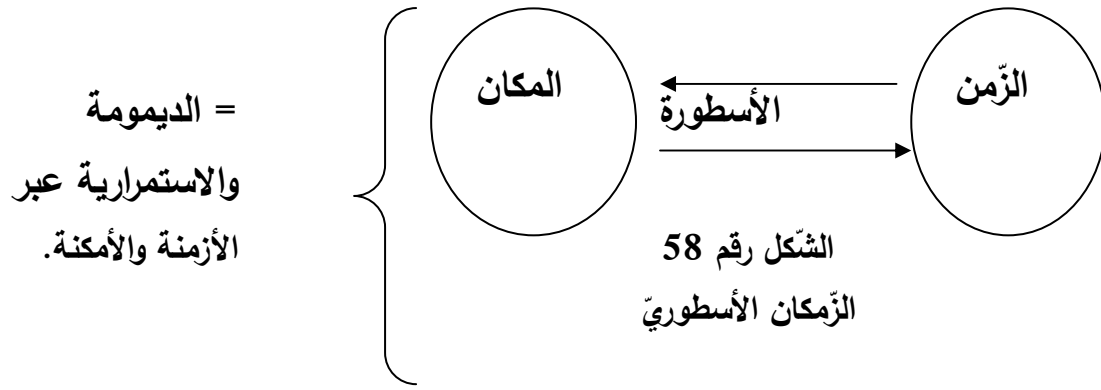 الزّمن
الأسطورة
المكان
= الديمومة
والاستمرارية عبر
الأزمنة والأمكنة.
الشّكل رقم 58
الزّمكان الأسطوريّ